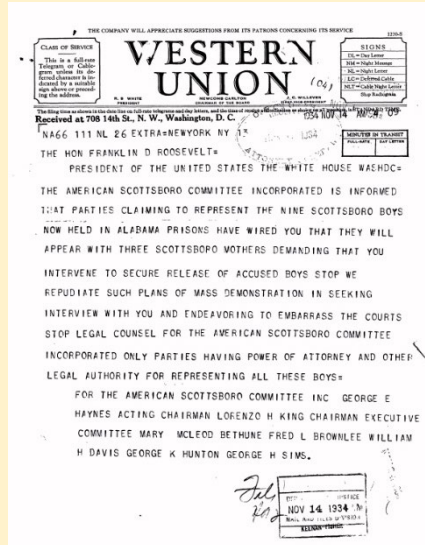 THE COMPANY WILL APPRECIATE SUGGESTIONS FROM ITS PATRONS CONCERNING ITS SERVICE
CLASS OF SERVICE
This is a full-rate
Telegram or Cable-
gram unless its de-
ferred character is in-
dicated by a suitable
sign above or preced-
ing the address.
WESTERN
UNION
(04)
R. B. WHITE
PRESIDENT
NEWCOMB CARLTON
CHAIRMAN OF THE BOARD
J. C. WILLEVER
FIRST VICE-PRESIDENT
SIGNS
DL = Day Letter
NM = Night Message
NL = Night Letter
LC = Deferred Cable
NLT = Cable Night Letter
Ship Radiogram
Received at 708 14th St., N. W., Washington, D. C.
1934 NOV 14 AM
MINUTES IN TRANSIT
FULL-RATE DAY LETTER
NA66 111 NL 26 EXTRA=NEWYORK NY 13
THE HON FRANKLIN D ROOSEVELT=
PRESIDENT OF THE UNITED STATES THE WHITE HOUSE WASHDC=
THE AMERICAN SCOTTSBORO COMMITTEE INCORPORATED IS INFORMED
THAT PARTIES CLAIMING TO REPRESENT THE NINE SCOTTSBORO BOYS
NOW HELD IN ALABAMA PRISONS HAVE WIRED YOU THAT THEY WILL
APPEAR WITH THREE SCOTTSBORO MOTHERS DEMANDING THAT YOU
INTERVENE TO SECURE RELEASE OF ACCUSED BOYS STOP WE
REPUDIATE SUCH PLANS OF MASS DEMONSTRATION IN SEEKING
INTERVIEW WITH YOU AND ENDEAVORING TO EMBARRASS THE COURTS
STOP LEGAL COUNSEL FOR THE AMERICAN SCOTTSBORO COMMITTEE
INCORPORATED ONLY PARTIES HAVING POWER OF ATTORNEY AND OTHER
LEGAL AUTHORITY FOR REPRESENTING ALL THESE BOYS=
FOR THE AMERICAN SCOTTSBORO COMMITTEE INC GEORGE E
HAYNES ACTING CHAIRMAN LORENZO H KING CHAIRMAN EXECUTIVE
COMMITTEE MARY MCLEOD BETHUNE FRED L BROWNLEE WILLIAM
H DAVIS GEORGE K HUNTON GEORGE H SIMS.
File
NOV 14 1934